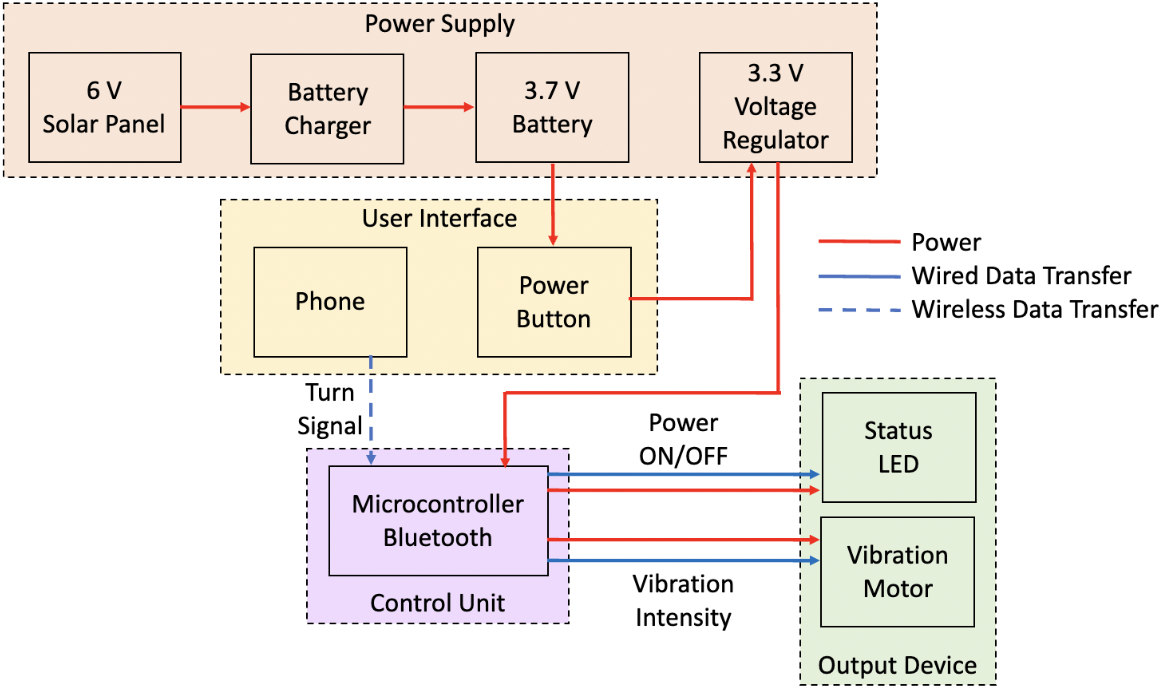 Power Supply
6 V
Solar Panel
Battery
Charger
3.7 V
Battery
3.3 V
Voltage
Regulator
User Interface
Phone
Power
Button
Power
Wired Data Transfer
Wireless Data Transfer
Turn
Signal
Power
ON/OFF
Status
LED
Microcontroller
Bluetooth
Control Unit
Vibration
Intensity
Vibration
Motor
Output Device